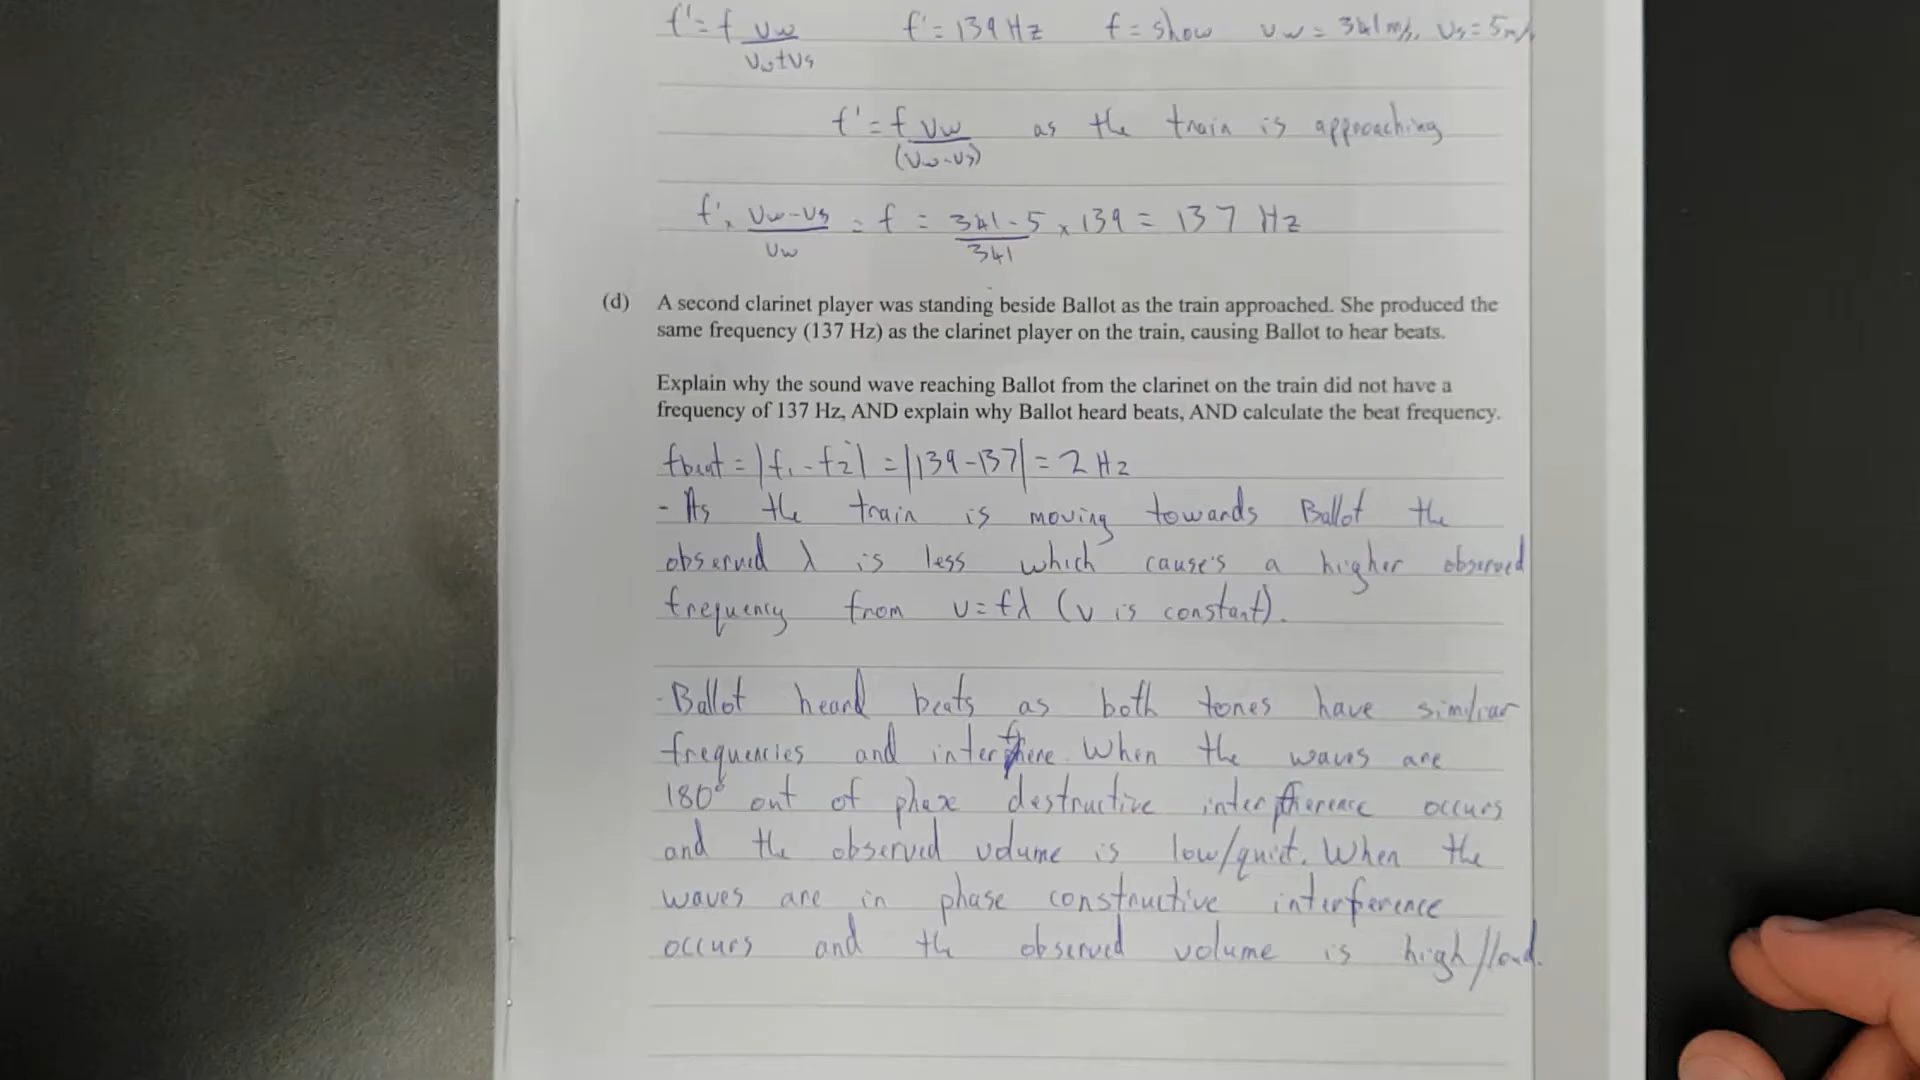 f' = f vw f' = 139 Hz f = show vw = 341 m/s, vs = 5 m/s
vw ± vs
f' = f vw as the train is approaching
(vw - vs)
f' x vw - vs = f = 341 - 5 x 139 = 137 Hz
vw 341
(d) A second clarinet player was standing beside Ballot as the train approached. She produced the
same frequency (137 Hz) as the clarinet player on the train, causing Ballot to hear beats.
Explain why the sound wave reaching Ballot from the clarinet on the train did not have a
frequency of 137 Hz, AND explain why Ballot heard beats, AND calculate the beat frequency.
fbeat = |f1 - f2| = |139 - 137| = 2 Hz
- As the train is moving towards Ballot the
observed λ is less which cause's a higher observed
frequency from v = fλ (v is constant).
- Ballot heard beats as both tones have similiar
frequencies and interfere. When the waves are
180° out of phase destructive interference occurs
and the observed volume is low/quiet. When the
waves are in phase constructive interference
occurs and the observed volume is high/loud.